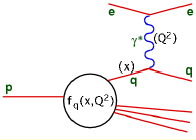 e e
γ* (Q²)
(x)
q q
p
f_q(x,Q²)